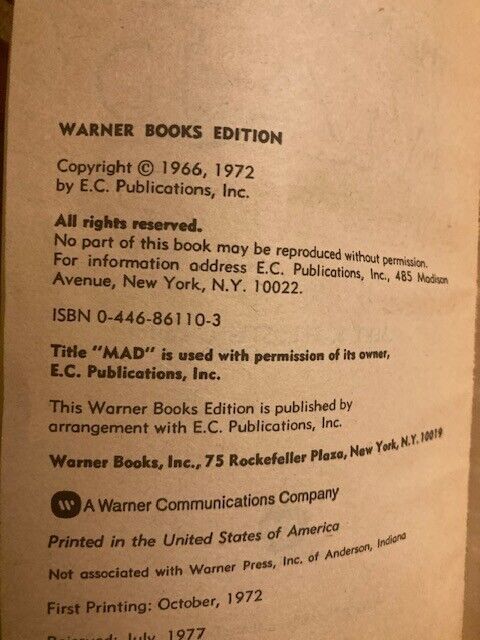 WARNER BOOKS EDITION
Copyright © 1966, 1972
by E.C. Publications, Inc.
All rights reserved.
No part of this book may be reproduced without permission.
For information address E.C. Publications, Inc., 485 Madison
Avenue, New York, N.Y. 10022.
ISBN 0-446-86110-3
Title "MAD" is used with permission of its owner,
E.C. Publications, Inc.
This Warner Books Edition is published by
arrangement with E.C. Publications, Inc.
Warner Books, Inc., 75 Rockefeller Plaza, New York, N.Y. 10019
A Warner Communications Company
Printed in the United States of America
Not associated with Warner Press, Inc. of Anderson, Indiana
First Printing: October, 1972
Reissued: July, 1977